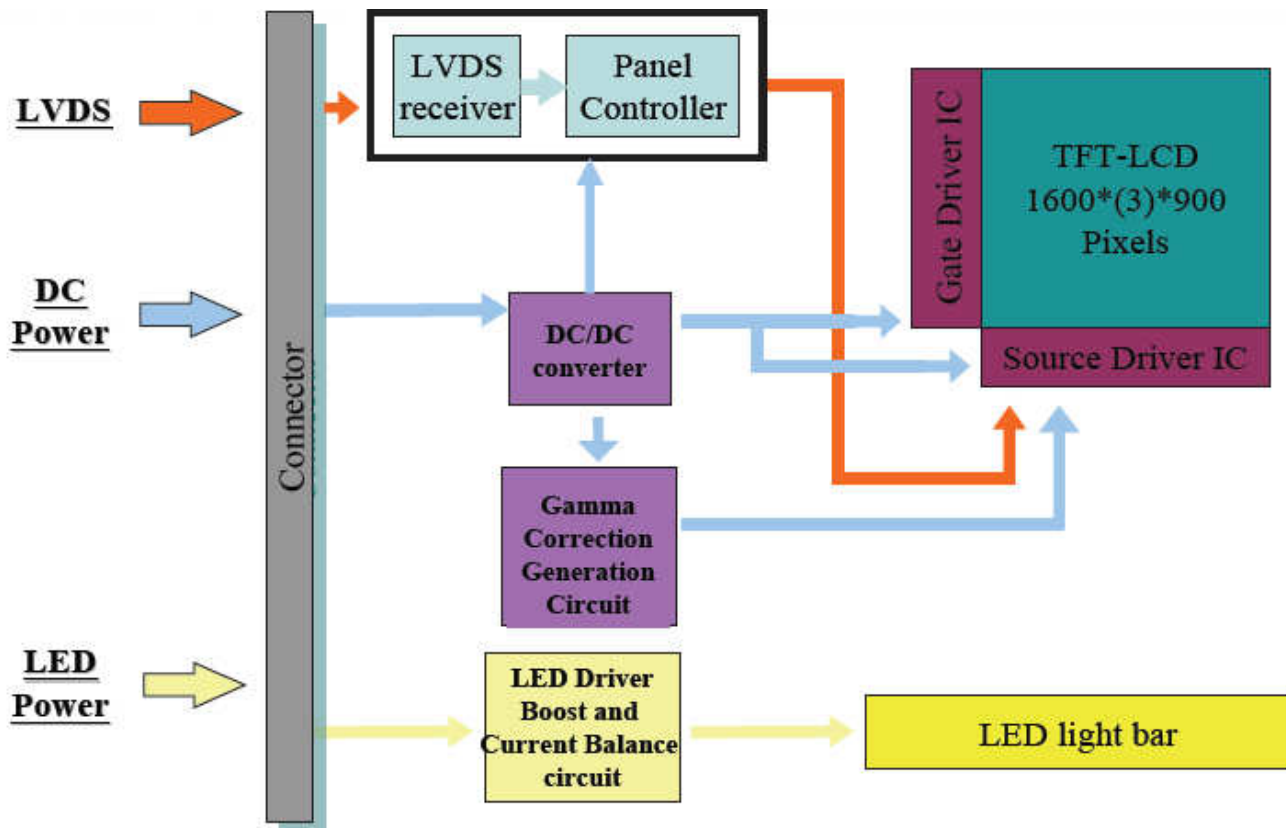 LVDS
DC
Power
LED
Power
Connector
LVDS
receiver
Panel
Controller
DC/DC
converter
Gamma
Correction
Generation
Circuit
LED Driver
Boost and
Current Balance
circuit
Gate Driver IC
TFT-LCD
1600*(3)*900
Pixels
Source Driver IC
LED light bar